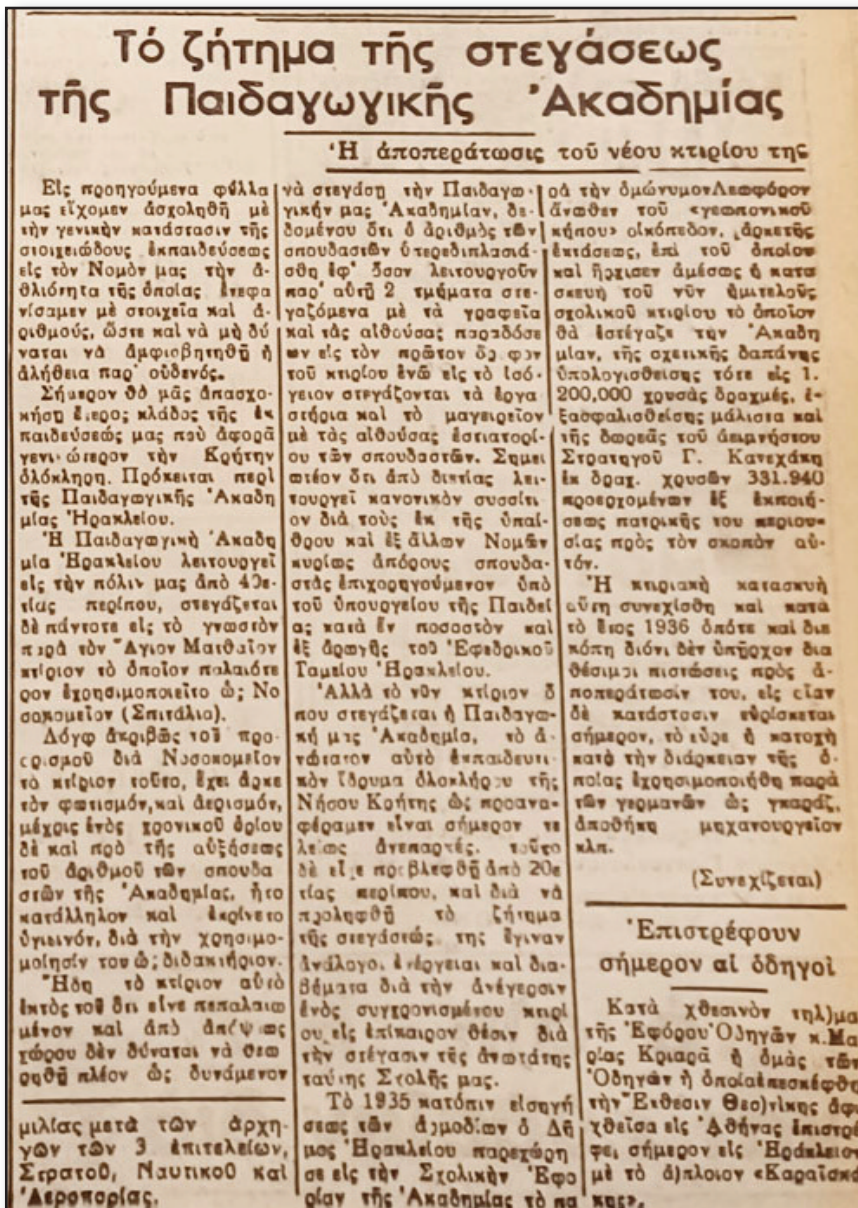 Τό ζήτημα τῆς στεγάσεως
τῆς Παιδαγωγικῆς Ἀκαδημίας
Ἡ ἀποπεράτωσις τοῦ νέου κτιρίου της
Εἰς προηγούμενα φύλλα
μας εἴχομεν ἀσχοληθῆ μὲ
τὴν γενικὴν κατάστασιν τῆς
στοιχειώδους ἐκπαιδεύσεως
εἰς τὸν Νομόν μας τὴν ἀ-
θλιότητα τῆς ὁποίας ἐνεφα
νίσαμεν μὲ στοιχεῖα καὶ ἀ-
ριθμούς, ὥστε καὶ νὰ μὴ δύ
ναται νὰ ἀμφισβητηθῇ ἡ
ἀλήθεια παρ' οὐδενός.
Σήμερον θὰ μᾶς ἀπασχο-
λήσῃ ἕτερος κλάδος τῆς ἐκ
παιδεύσεώς μας ποὺ ἀφορᾷ
γενικώτερον τὴν Κρήτην
ὁλόκληρη. Πρόκειται περὶ
τῆς Παιδαγωγικῆς Ἀκαδη
μίας Ἡρακλείου.
Ἡ Παιδαγωγικὴ Ἀκαδη
μία Ἡρακλείου λειτουργεῖ
εἰς τὴν πόλιν μας ἀπὸ 40ε-
τίας περίπου, στεγάζεται
δὲ πάντοτε εἰς τὸ γνωστὸν
παρὰ τὸν Ἅγιον Ματθαῖον
κτίριον τὸ ὁποῖον παλαιότε
ρον ἐχρησιμοποιεῖτο ὡς Νο
σοκομεῖον (Σπιτάλια).
Λόγῳ ἀκριβῶς τοῦ προ-
ορισμοῦ διὰ Νοσοκομεῖον
τὸ κτίριον τοῦτο, ἔχει ἀρκε
τὸν φωτισμόν, καὶ ἀερισμόν,
μέχρις ἑνὸς χρονικοῦ ὁρίου
δὲ καὶ πρὸ τῆς αὐξήσεως
τοῦ ἀριθμοῦ τῶν σπουδα
στῶν τῆς Ἀκαδημίας, ἦτο
κατάλληλον καὶ ἐκρίνετο
ὑγιεινόν, διὰ τὴν χρησιμο-
ποίησίν του ὡς διδακτήριον.
Ἤδη τὸ κτίριον αὐτὸ
ἐκτὸς τοῦ ὅτι εἶνε πεπαλαιω
μένον καὶ ἀπὸ ἀπόψεως
χώρου δὲν δύναται νὰ θεω
ρηθῇ πλέον ὡς δυνάμενον
μιλίας μετὰ τῶν ἀρχη-
γῶν τῶν 3 ἐπιτελείων,
Στρατοῦ, Ναυτικοῦ καὶ
Ἀεροπορίας.
νὰ στεγάσῃ τὴν Παιδαγω-
γικήν μας Ἀκαδημίαν, δε-
δομένου ὅτι ὁ ἀριθμὸς τῶν
σπουδαστῶν ὑπερεδιπλασιά-
σθη ἐφ' ὅσον λειτουργοῦν
παρ' αὐτῇ 2 τμήματα στε-
γαζόμενα μὲ τὰ γραφεῖα
καὶ τὰς αἰθούσας παραδόσε
ων εἰς τὸν πρῶτον ὄροφον
τοῦ κτιρίου ἐνῶ εἰς τὸ ἰσό-
γειον στεγάζονται τὰ ἐργα
στήρια καὶ τὸ μαγειρεῖον
μὲ τὰς αἰθούσας ἑστιατορί-
ου τῶν σπουδαστῶν. Σημει
ωτέον ὅτι ἀπὸ διετίας λει-
τουργεῖ κανονικὸν συσσίτι-
ον διὰ τοὺς ἐκ τῆς ὑπαί-
θρου καὶ ἐξ ἄλλων Νομῶν
κυρίως ἀπόρους σπουδα-
στὰς ἐπιχορηγούμενον ὑπὸ
τοῦ ὑπουργείου τῆς Παιδεί
ας κατὰ ἓν ποσοστὸν καὶ
ἐξ ἀρωγῆς τοῦ Ἐφεδρικοῦ
Ταμείου Ἡρακλείου.
Ἀλλὰ τὸ νῦν κτίριον ὅ
που στεγάζεται ἡ Παιδαγω-
κή μας Ἀκαδημία, τὸ ἀ-
νώτατον αὐτὸ ἐκπαιδευτι-
κὸν ἵδρυμα ὁλοκλήρου τῆς
Νήσου Κρήτης ὡς προανα-
φέραμεν εἶναι σήμερον τε
λείως ἀνεπαρκές. τοῦτο
δὲ εἶχε προβλεφθῆ ἀπὸ 20ε
τίας περίπου, καὶ διὰ νὰ
προληφθῇ τὸ ζήτημα
τῆς στεγάσεώς της ἔγιναν
ἀνάλογοι ἐνέργειαι καὶ δια-
βήματα διὰ τὴν ἀνέγερσιν
ἑνὸς συγχρονισμένου κτιρί
ου εἰς ἐπίκαιρον θέσιν διὰ
τὴν στέγασιν τῆς ἀνωτάτης
ταύτης Σχολῆς μας.
Τὸ 1935 κατόπιν εἰσηγή
σεως τῶν ἁρμοδίων ὁ Δῆ
μος Ἡρακλείου παρεχώρη
σε εἰς τὴν Σχολικὴν Ἐφο
ρίαν τῆς Ἀκαδημίας τὸ πα
ρὰ τὴν ὁμώνυμον Λεωφόρον
ἄνωθεν τοῦ «γεωπονικοῦ
κήπου» οἰκόπεδον, ἀρκετῆς
ἐκτάσεως, ἐπὶ τοῦ ὁποίου
καὶ ἤρχισεν ἀμέσως ἡ κατα
σκευὴ τοῦ νῦν ἡμιτελοῦς
σχολικοῦ κτιρίου τὸ ὁποῖον
θὰ ἐστέγαζε τὴν Ἀκαδη
μίαν, τῆς σχετικῆς δαπάνης
ὑπολογισθείσης τότε εἰς 1.
200,000 χρυσὰς δραχμές, ἐ-
ξασφαλισθείσης μάλιστα καὶ
τῆς δωρεᾶς τοῦ ἀειμνήστου
Στρατηγοῦ Γ. Κατεχάκη
ἐκ δραχ. χρυσῶν 331.940
προερχομένων ἐξ ἐκποιή-
σεως πατρικῆς του περιου-
σίας πρὸς τὸν σκοπὸν αὐ-
τόν.
Ἡ κτιριακὴ κατασκυὴ
αὕτη συνεχίσθη καὶ κατὰ
τὸ ἔτος 1936 ὁπότε καὶ διε
κόπη διότι δὲν ὑπῆρχον δια
θέσιμοι πιστώσεις πρὸς ἀ-
ποπεράτωσίν του, εἰς οἵαν
δὲ κατάστασιν εὑρίσκεται
σήμερον, τὸ εὗρε ἡ κατοχὴ
κατὰ τὴν διάρκειαν τῆς ὁ-
ποίας ἐχρησιμοποιήθη παρὰ
τῶν γερμανῶν ὡς γκαράζ,
ἀποθήκη μηχανουργεῖον
κλπ.
(Συνεχίζεται)
Ἐπιστρέφουν
σήμερον αἱ ὁδηγοὶ
Κατὰ χθεσινὸν τηλ)μα
τῆς Ἐφόρου Ὁδηγῶν κ. Μα
ρίας Κριαρᾶ ἡ ὁμὰς τῶν
Ὁδηγῶν ἡ ὁποία ἐπεσκέφθη
τὴν Ἔκθεσιν Θεσ)νίκης ἀφι
χθεῖσα εἰς Ἀθήνας ἐπιστρέ
φει σήμερον εἰς Ἡράκλειον
μὲ τὸ ἀ)πλοιον «Καραϊσκά
κης».